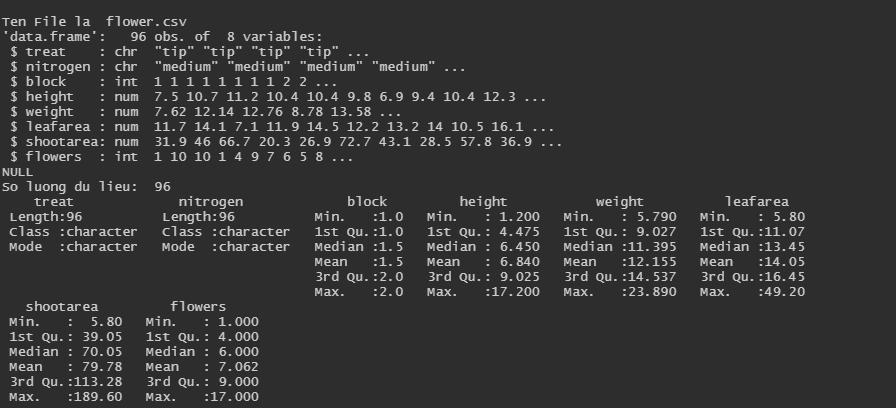 Ten File la  flower.csv
'data.frame':   96 obs. of  8 variables:
 $ treat    : chr  "tip" "tip" "tip" "tip" ...
 $ nitrogen : chr  "medium" "medium" "medium" "medium" ...
 $ block    : int  1 1 1 1 1 1 1 1 2 2 ...
 $ height   : num  7.5 10.7 11.2 10.4 10.4 9.8 6.9 9.4 10.4 12.3 ...
 $ weight   : num  7.62 12.14 12.76 8.78 13.58 ...
 $ leafarea : num  11.7 14.1 7.1 11.9 14.5 12.2 13.2 14 10.5 16.1 ...
 $ shootarea: num  31.9 46 66.7 20.3 26.9 72.7 43.1 28.5 57.8 36.9 ...
 $ flowers  : int  1 10 10 1 4 9 7 6 5 8 ...
NULL
So luong du lieu:  96
    treat             nitrogen             block         height           weight          leafarea
 Length:96          Length:96          Min.   :1.0   Min.   : 1.200   Min.   : 5.790   Min.   : 5.80
 Class :character   Class :character   1st Qu.:1.0   1st Qu.: 4.475   1st Qu.: 9.027   1st Qu.:11.07
 Mode  :character   Mode  :character   Median :1.5   Median : 6.450   Median :11.395   Median :13.45
                                       Mean   :1.5   Mean   : 6.840   Mean   :12.155   Mean   :14.05
                                       3rd Qu.:2.0   3rd Qu.: 9.025   3rd Qu.:14.537   3rd Qu.:16.45
                                       Max.   :2.0   Max.   :17.200   Max.   :23.890   Max.   :49.20
   shootarea         flowers
 Min.   :  5.80   Min.   : 1.000
 1st Qu.: 39.05   1st Qu.: 4.000
 Median : 70.05   Median : 6.000
 Mean   : 79.78   Mean   : 7.062
 3rd Qu.:113.28   3rd Qu.: 9.000
 Max.   :189.60   Max.   :17.000